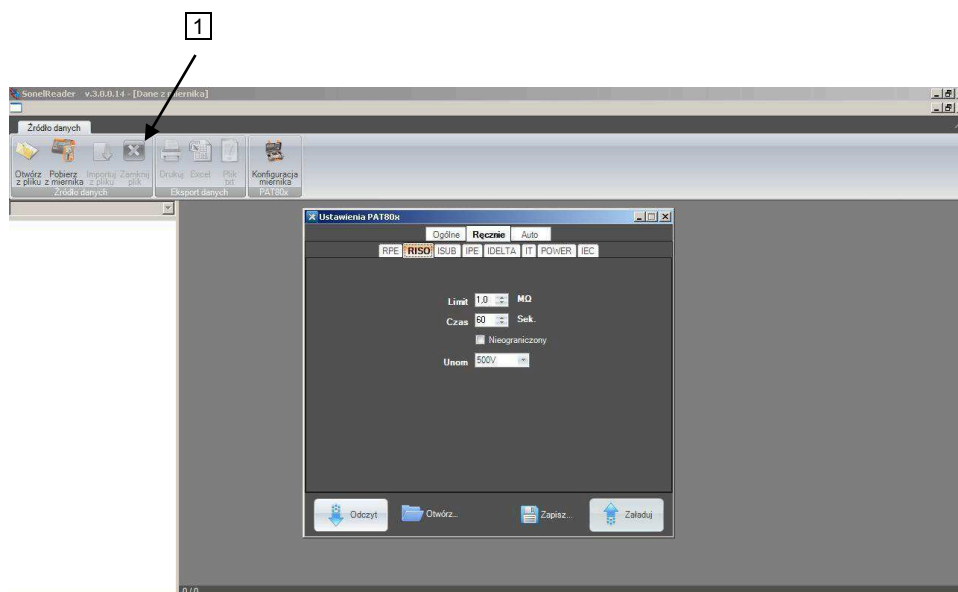 1
SonelReader v.3.0.0.14 - [Dane z miernika]
Źródło danych
Otwórz z pliku
Pobierz z miernika
Importuj z pliku
Zamknij plik
Drukuj
Excel
Plik txt
Konfiguracja miernika
Źródło danych
Eksport danych
PAT80x
Ustawienia PAT80x
Ogólne Ręcznie Auto
RPE RISO ISUB IPE IDELTA IT POWER IEC
Limit 1,0 MΩ
Czas 60 Sek.
Nieograniczony
Unom 500V
Odczyt Otwórz... Zapisz... Załaduj
0 / 0